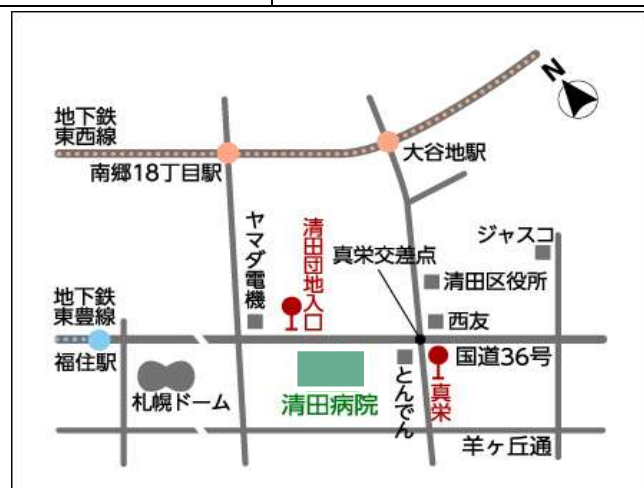 N
地下鉄
東西線
南郷18丁目駅
大谷地駅
ヤマダ電機
清田団地入口
真栄交差点
ジャスコ
清田区役所
西友
地下鉄
東豊線
福住駅
国道36号
札幌ドーム
清田病院
とんでん
真栄
羊ヶ丘通